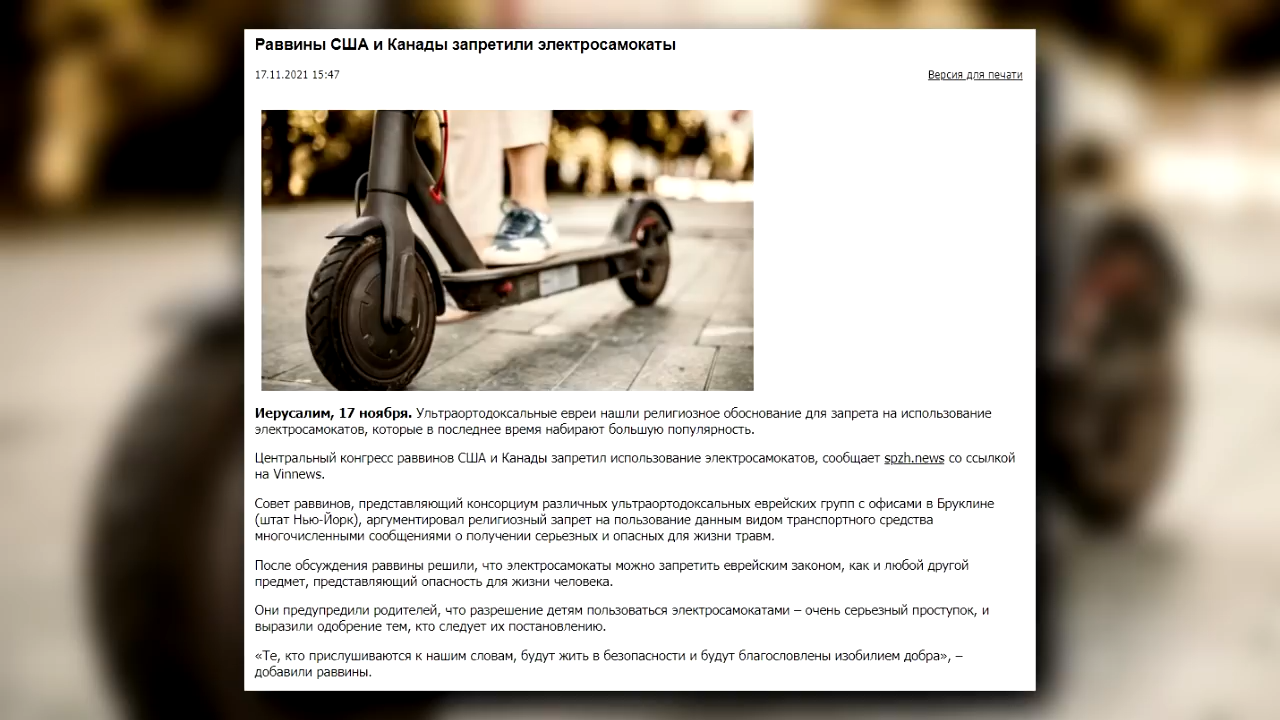 Раввины США и Канады запретили электросамокаты
17.11.2021 15:47
Версия для печати
Иерусалим, 17 ноября. Ультраортодоксальные евреи нашли религиозное обоснование для запрета на использование
электросамокатов, которые в последнее время набирают большую популярность.
Центральный конгресс раввинов США и Канады запретил использование электросамокатов, сообщает spzh.news со ссылкой
на Vinnews.
Совет раввинов, представляющий консорциум различных ультраортодоксальных еврейских групп с офисами в Бруклине
(штат Нью-Йорк), аргументировал религиозный запрет на пользование данным видом транспортного средства
многочисленными сообщениями о получении серьезных и опасных для жизни травм.
После обсуждения раввины решили, что электросамокаты можно запретить еврейским законом, как и любой другой
предмет, представляющий опасность для жизни человека.
Они предупредили родителей, что разрешение детям пользоваться электросамокатами – очень серьезный проступок, и
выразили одобрение тем, кто следует их постановлению.
«Те, кто прислушиваются к нашим словам, будут жить в безопасности и будут благословлены изобилием добра», –
добавили раввины.